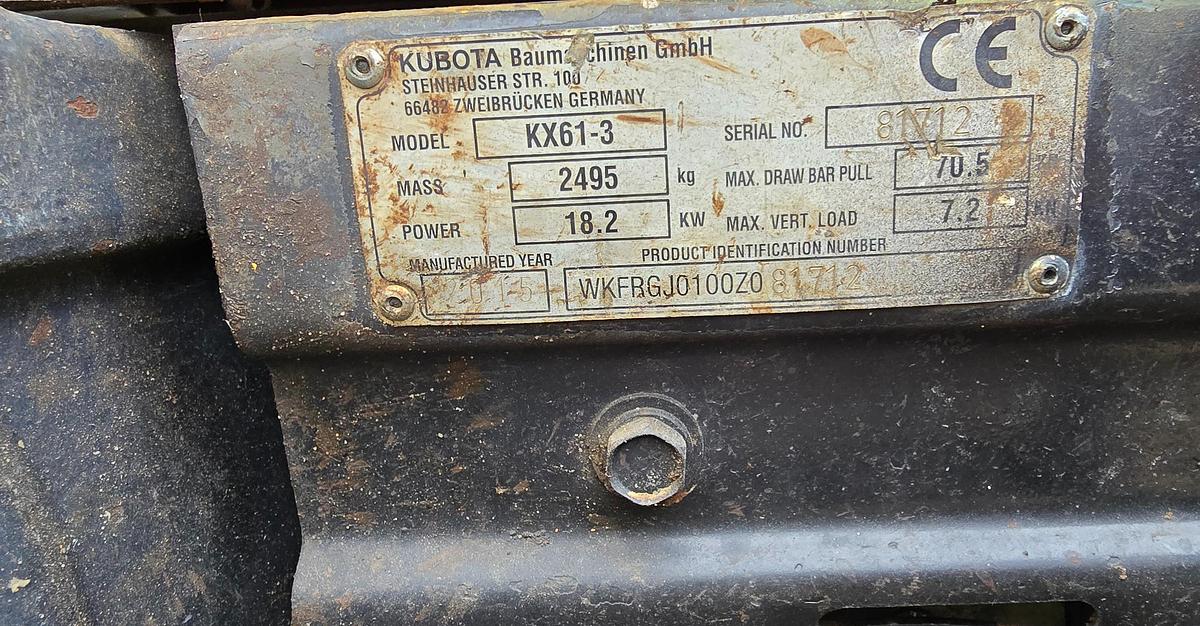 KUBOTA Baumaschinen GmbH
STEINHAUSER STR. 100
66482 ZWEIBRÜCKEN GERMANY
CE
MODEL KX61-3
SERIAL NO. 81712
MASS 2495 kg
MAX. DRAW BAR PULL 70.5
POWER 18.2 KW
MAX. VERT. LOAD 7.2 kN
MANUFACTURED YEAR 2015
PRODUCT IDENTIFICATION NUMBER
WKFRGJ0100Z081712